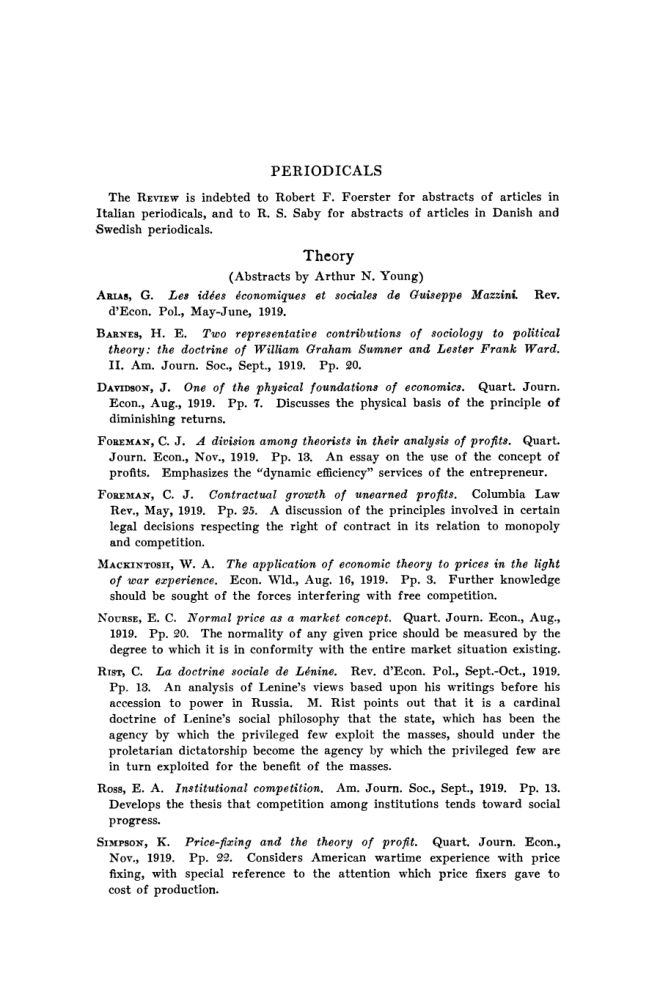 PERIODICALS
The REVIEW is indebted to Robert F. Foerster for abstracts of articles in
Italian periodicals, and to R. S. Saby for abstracts of articles in Danish and
Swedish periodicals.
Theory
(Abstracts by Arthur N. Young)
ARIAS, G. Les idées économiques et sociales de Guiseppe Mazzini. Rev.
d'Econ. Pol., May-June, 1919.
BARNES, H. E. Two representative contributions of sociology to political
theory: the doctrine of William Graham Sumner and Lester Frank Ward.
II. Am. Journ. Soc., Sept., 1919. Pp. 20.
DAVIDSON, J. One of the physical foundations of economics. Quart. Journ.
Econ., Aug., 1919. Pp. 7. Discusses the physical basis of the principle of
diminishing returns.
FOREMAN, C. J. A division among theorists in their analysis of profits. Quart.
Journ. Econ., Nov., 1919. Pp. 13. An essay on the use of the concept of
profits. Emphasizes the "dynamic efficiency" services of the entrepreneur.
FOREMAN, C. J. Contractual growth of unearned profits. Columbia Law
Rev., May, 1919. Pp. 25. A discussion of the principles involved in certain
legal decisions respecting the right of contract in its relation to monopoly
and competition.
MACKINTOSH, W. A. The application of economic theory to prices in the light
of war experience. Econ. Wld., Aug. 16, 1919. Pp. 3. Further knowledge
should be sought of the forces interfering with free competition.
NOURSE, E. C. Normal price as a market concept. Quart. Journ. Econ., Aug.,
1919. Pp. 20. The normality of any given price should be measured by the
degree to which it is in conformity with the entire market situation existing.
RIST, C. La doctrine sociale de Lénine. Rev. d'Econ. Pol., Sept.-Oct., 1919.
Pp. 13. An analysis of Lenine's views based upon his writings before his
accession to power in Russia. M. Rist points out that it is a cardinal
doctrine of Lenine's social philosophy that the state, which has been the
agency by which the privileged few exploit the masses, should under the
proletarian dictatorship become the agency by which the privileged few are
in turn exploited for the benefit of the masses.
ROSS, E. A. Institutional competition. Am. Journ. Soc., Sept., 1919. Pp. 13.
Develops the thesis that competition among institutions tends toward social
progress.
SIMPSON, K. Price-fixing and the theory of profit. Quart. Journ. Econ.,
Nov., 1919. Pp. 22. Considers American wartime experience with price
fixing, with special reference to the attention which price fixers gave to
cost of production.